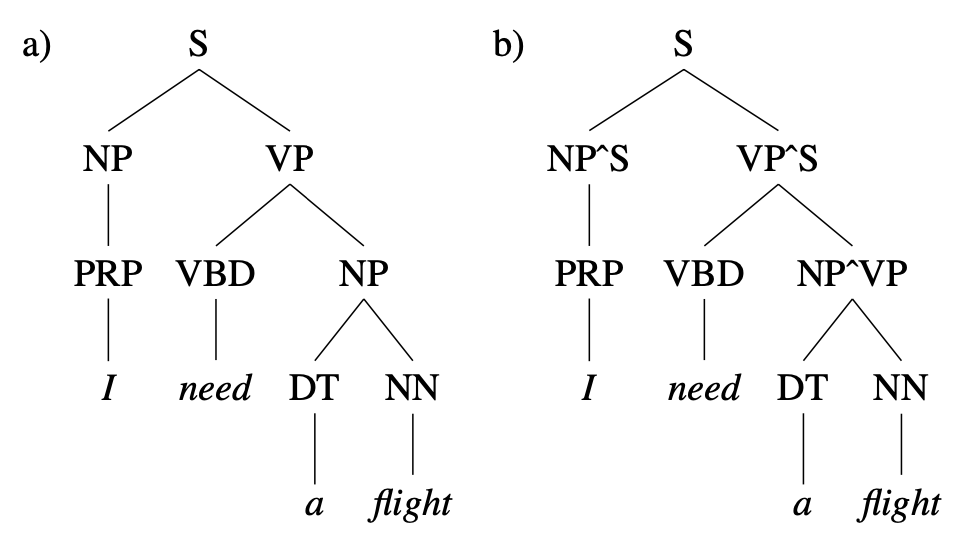 a) S b) S
NP VP NP^S VP^S
PRP VBD NP PRP VBD NP^VP
I need DT NN I need DT NN
a flight a flight